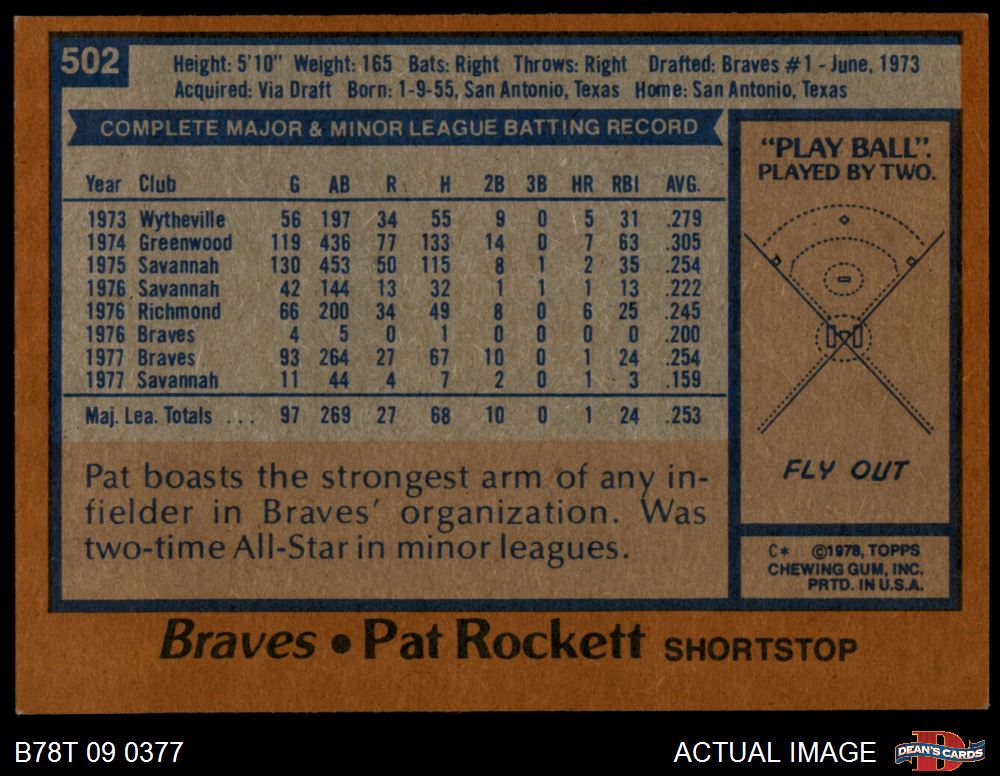 502
Height: 5'10" Weight: 165 Bats: Right Throws: Right Drafted: Braves #1 - June, 1973
Acquired: Via Draft Born: 1-9-55, San Antonio, Texas Home: San Antonio, Texas
COMPLETE MAJOR & MINOR LEAGUE BATTING RECORD
Year Club G AB R H 2B 3B HR RBI AVG.
1973 Wytheville 56 197 34 55 9 0 5 31 .279
1974 Greenwood 119 436 77 133 14 0 7 63 .305
1975 Savannah 130 453 50 115 8 1 2 35 .254
1976 Savannah 42 144 13 32 1 1 1 13 .222
1976 Richmond 66 200 34 49 8 0 6 25 .245
1976 Braves 4 5 0 1 0 0 0 0 .200
1977 Braves 93 264 27 67 10 0 1 24 .254
1977 Savannah 11 44 4 7 2 0 1 3 .159
Maj. Lea. Totals ... 97 269 27 68 10 0 1 24 .253
Pat boasts the strongest arm of any in-
fielder in Braves' organization. Was
two-time All-Star in minor leagues.
"PLAY BALL".
PLAYED BY TWO.
FLY OUT
C* ©1978, TOPPS
CHEWING GUM, INC.
PRTD. IN U.S.A.
Braves • Pat Rockett SHORTSTOP
B78T 09 0377
ACTUAL IMAGE
DEAN'S CARDS